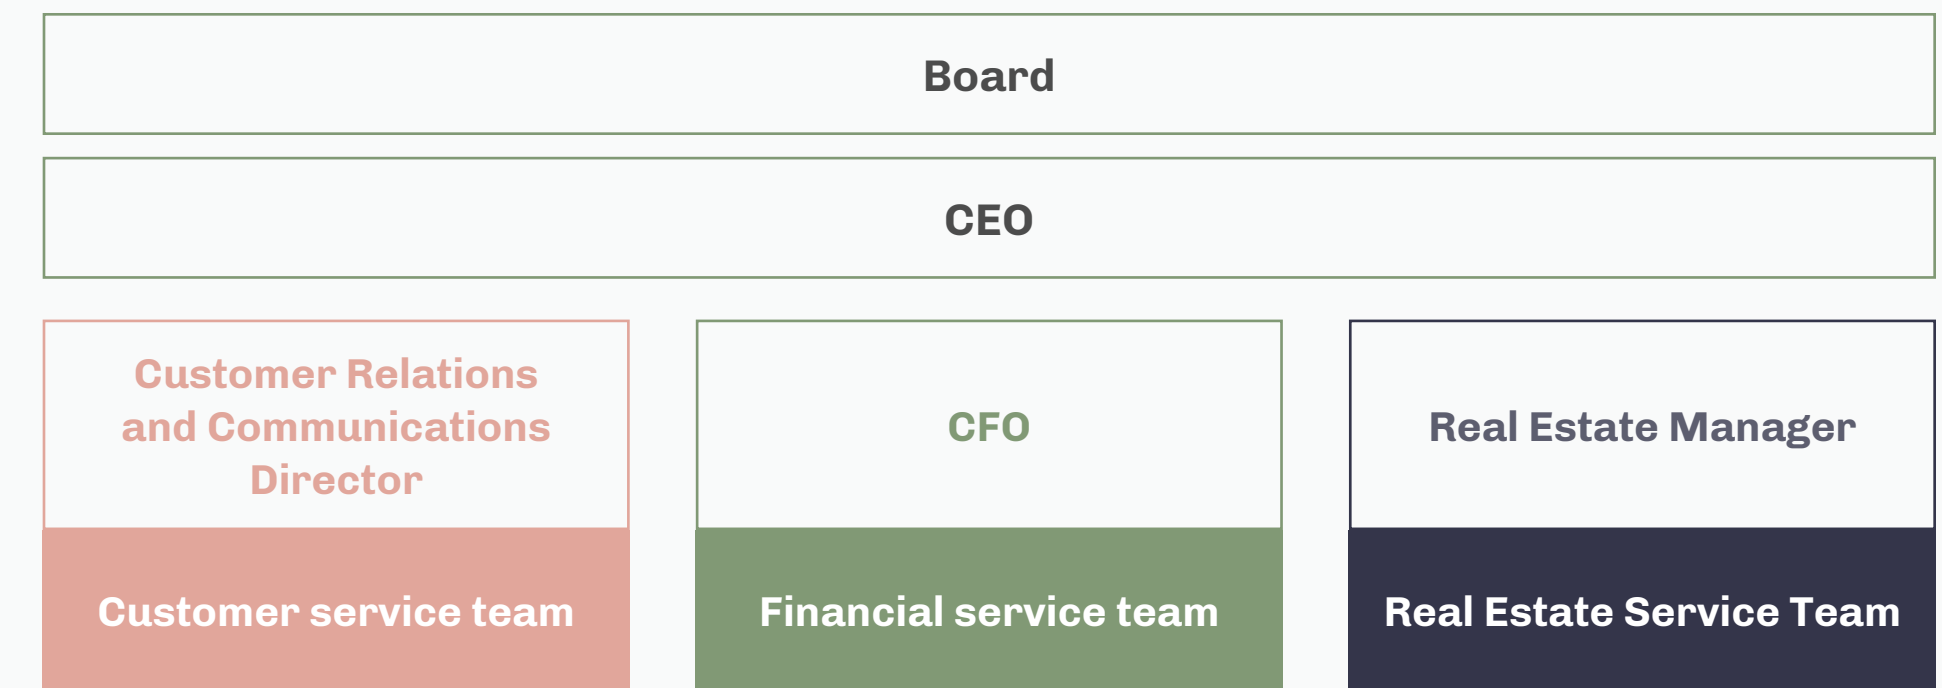 Board
CEO
Customer Relations
and Communications
Director
CFO
Real Estate Manager
Customer service team
Financial service team
Real Estate Service Team